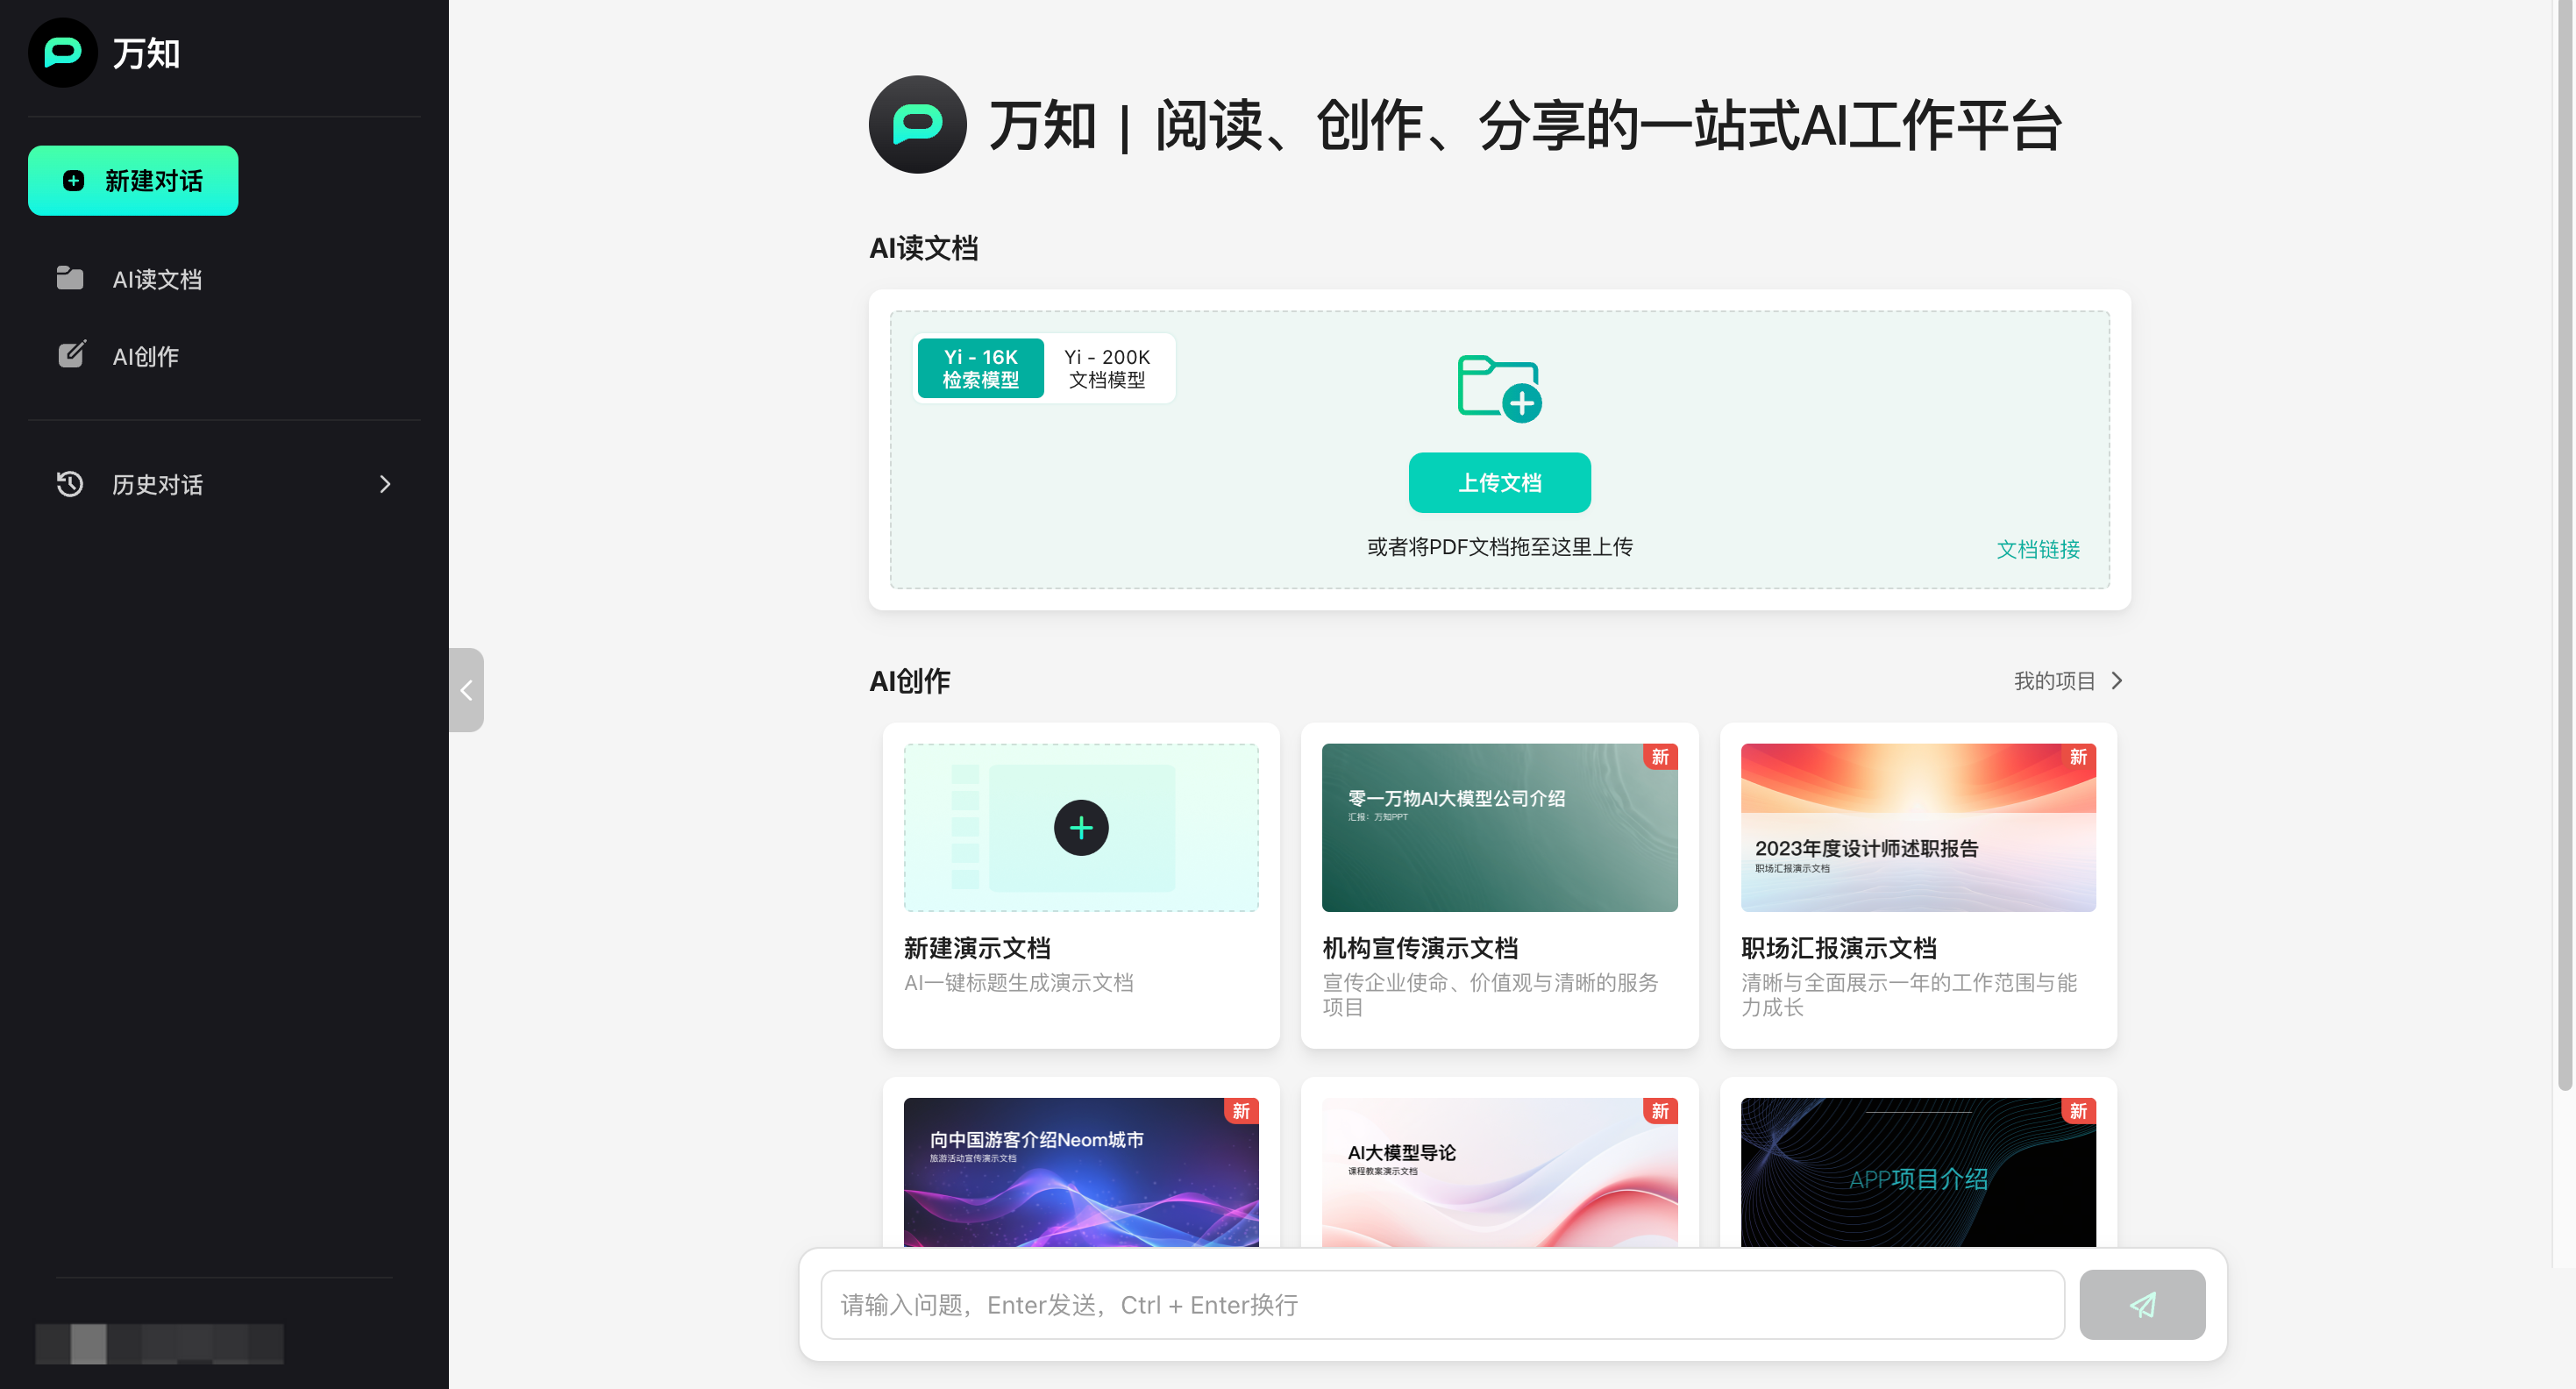 万知
新建对话
AI读文档
AI创作
历史对话
万知 | 阅读、创作、分享的一站式AI工作平台
AI读文档
Yi - 16K
检索模型
Yi - 200K
文档模型
上传文档
或者将PDF文档拖至这里上传
文档链接
AI创作
我的项目
新建演示文档
AI一键标题生成演示文档
新
零一万物AI大模型公司介绍
汇报：万知PPT
机构宣传演示文档
宣传企业使命、价值观与清晰的服务
项目
新
2023年度设计师述职报告
职场汇报演示文档
职场汇报演示文档
清晰与全面展示一年的工作范围与能
力成长
新
向中国游客介绍Neom城市
旅游活动宣传演示文档
新
AI大模型导论
课程教案演示文档
新
APP项目介绍
请输入问题，Enter发送，Ctrl + Enter换行